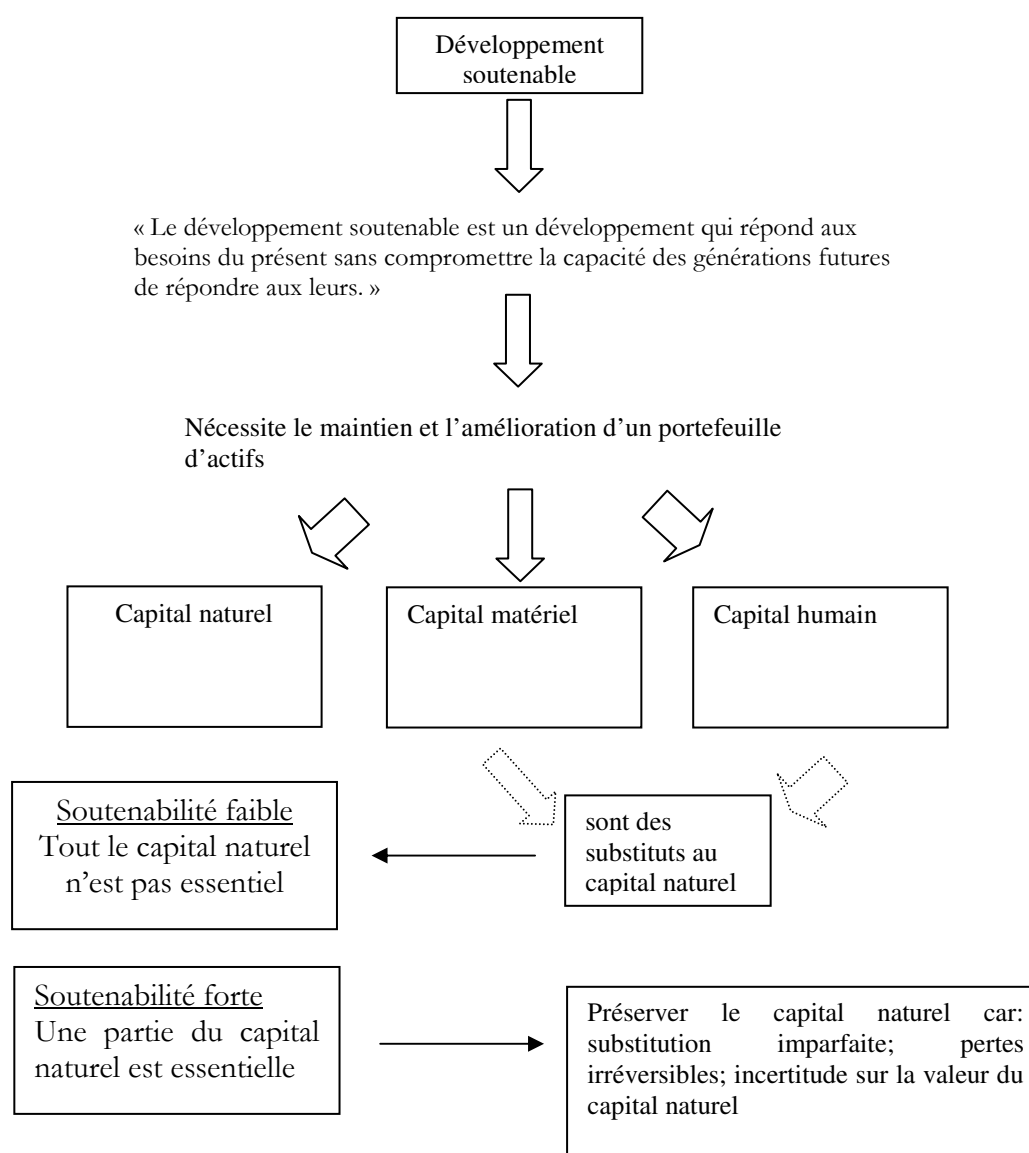 Développement
soutenable
« Le développement soutenable est un développement qui répond aux
besoins du présent sans compromettre la capacité des générations futures
de répondre aux leurs. »
Nécessite le maintien et l’amélioration d’un portefeuille
d’actifs
Capital naturel
Capital matériel
Capital humain
Soutenabilité faible
Tout le capital naturel
n’est pas essentiel
sont des
substituts au
capital naturel
Soutenabilité forte
Une partie du capital
naturel est essentielle
Préserver le capital naturel car:
substitution imparfaite; pertes
irréversibles; incertitude sur la valeur du
capital naturel